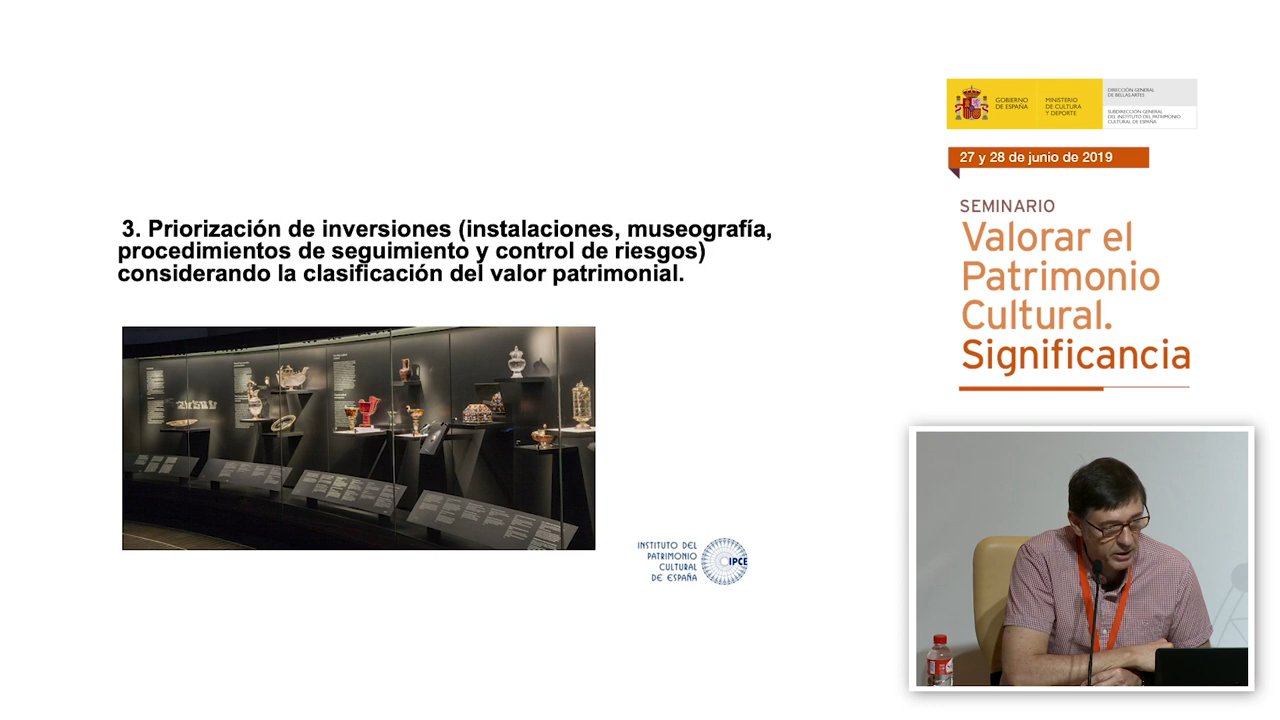 3. Priorización de inversiones (instalaciones, museografía,
procedimientos de seguimiento y control de riesgos)
considerando la clasificación del valor patrimonial.
INSTITUTO DEL
PATRIMONIO
CULTURAL
DE ESPAÑA
IPCE
GOBIERNO
DE ESPAÑA
MINISTERIO
DE CULTURA
Y DEPORTE
DIRECCIÓN GENERAL
DE BELLAS ARTES
SUBDIRECCIÓN GENERAL
DEL INSTITUTO DEL PATRIMONIO
CULTURAL DE ESPAÑA
27 y 28 de junio de 2019
SEMINARIO
Valorar el
Patrimonio
Cultural.
Significancia